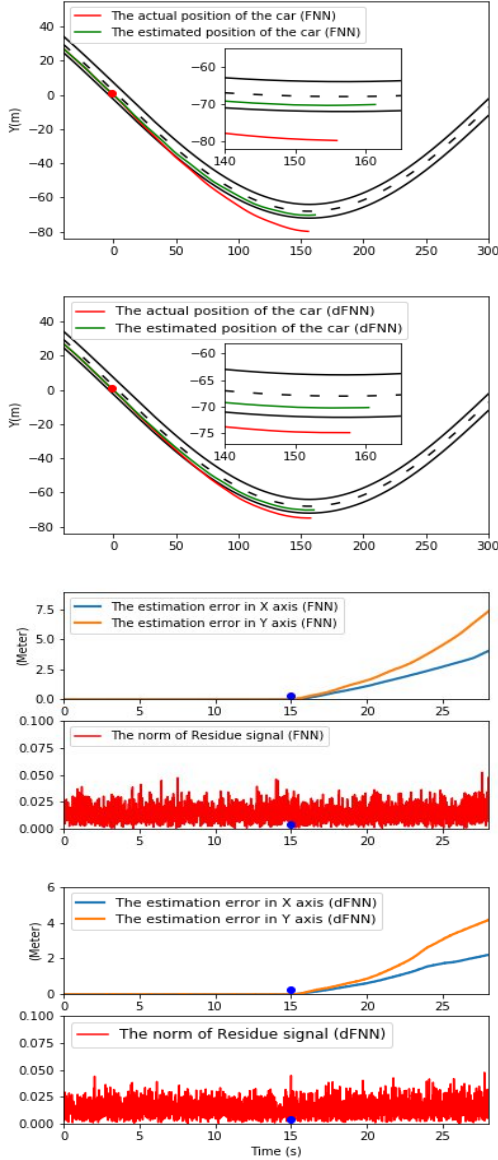 The actual position of the car (FNN)
The estimated position of the car (FNN)
40
20
0
−20
−40
−60
−80
Y(m)
−60
−70
−80
140 150 160
0 50 100 150 200 250 300
The actual position of the car (dFNN)
The estimated position of the car (dFNN)
40
20
0
−20
−40
−60
−80
Y(m)
−60
−65
−70
−75
140 150 160
0 50 100 150 200 250 300
The estimation error in X axis (FNN)
The estimation error in Y axis (FNN)
7.5
5.0
2.5
0.0
(Meter)
0 5 10 15 20 25
The norm of Residue signal (FNN)
0.100
0.075
0.050
0.025
0.000
0 5 10 15 20 25
The estimation error in X axis (dFNN)
The estimation error in Y axis (dFNN)
6
4
2
0
(Meter)
0 5 10 15 20 25
The norm of Residue signal (dFNN)
0.100
0.075
0.050
0.025
0.000
0 5 10 15 20 25
Time (s)